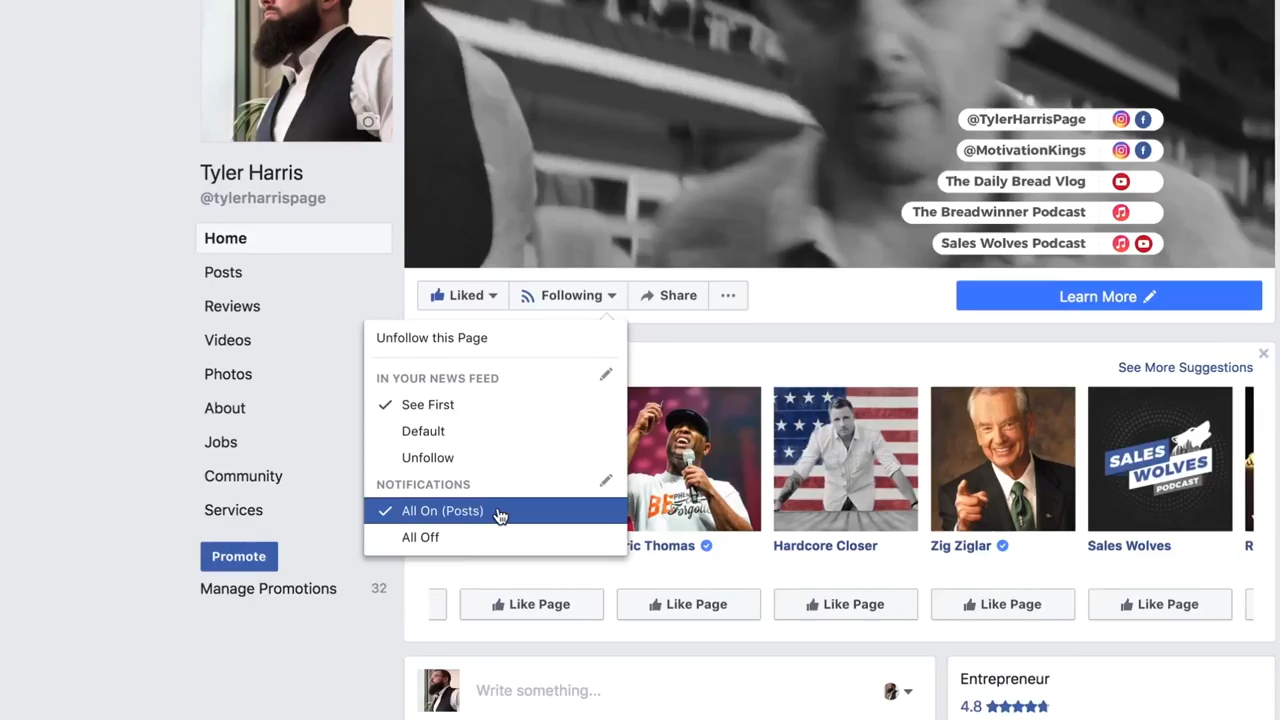 @TylerHarrisPage
@MotivationKings
The Daily Bread Vlog
The Breadwinner Podcast
Sales Wolves Podcast
Tyler Harris
@tylerharrispage
Home
Posts
Reviews
Videos
Photos
About
Jobs
Community
Services
Promote
Manage Promotions 32
Liked Following Share ...
Learn More
Unfollow this Page
IN YOUR NEWS FEED
See First
Default
Unfollow
NOTIFICATIONS
All On (Posts)
All Off
See More Suggestions
SALES
WOLVES
PODCAST
ric Thomas Hardcore Closer Zig Ziglar Sales Wolves R
Like Page Like Page Like Page Like Page Like Page
Write something...
Entrepreneur
4.8